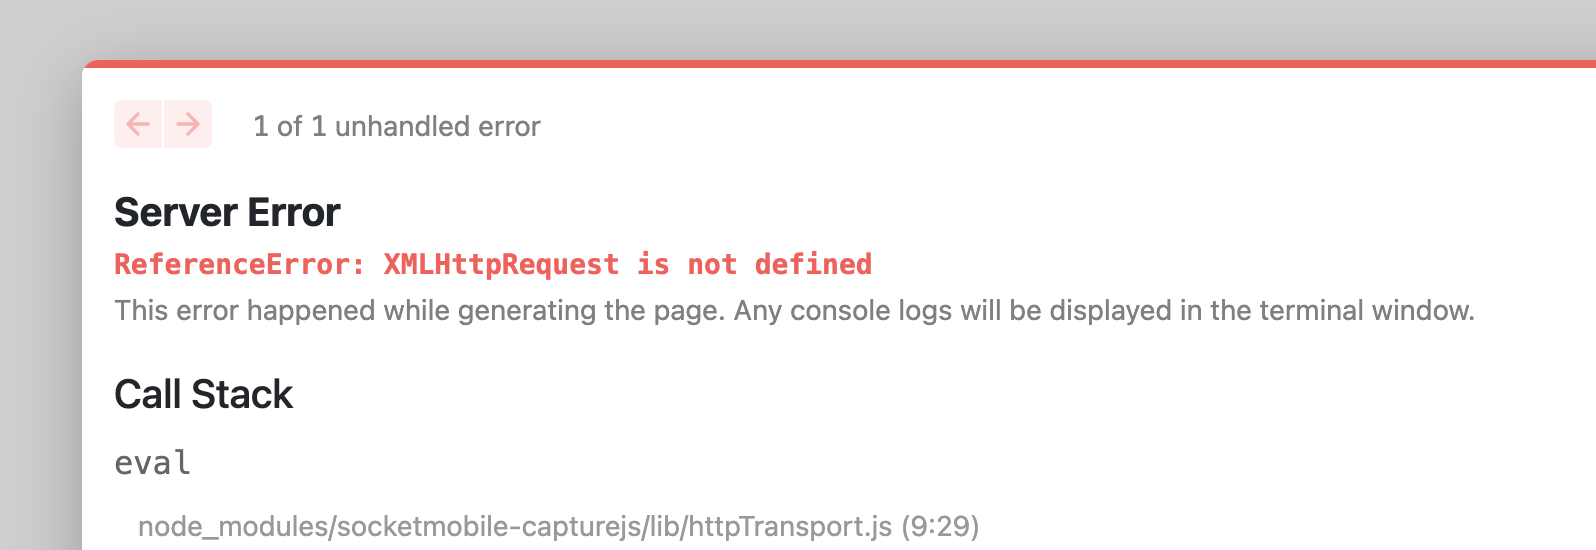 1 of 1 unhandled error
Server Error
ReferenceError: XMLHttpRequest is not defined
This error happened while generating the page. Any console logs will be displayed in the terminal window.
Call Stack
eval
node_modules/socketmobile-capturejs/lib/httpTransport.js (9:29)